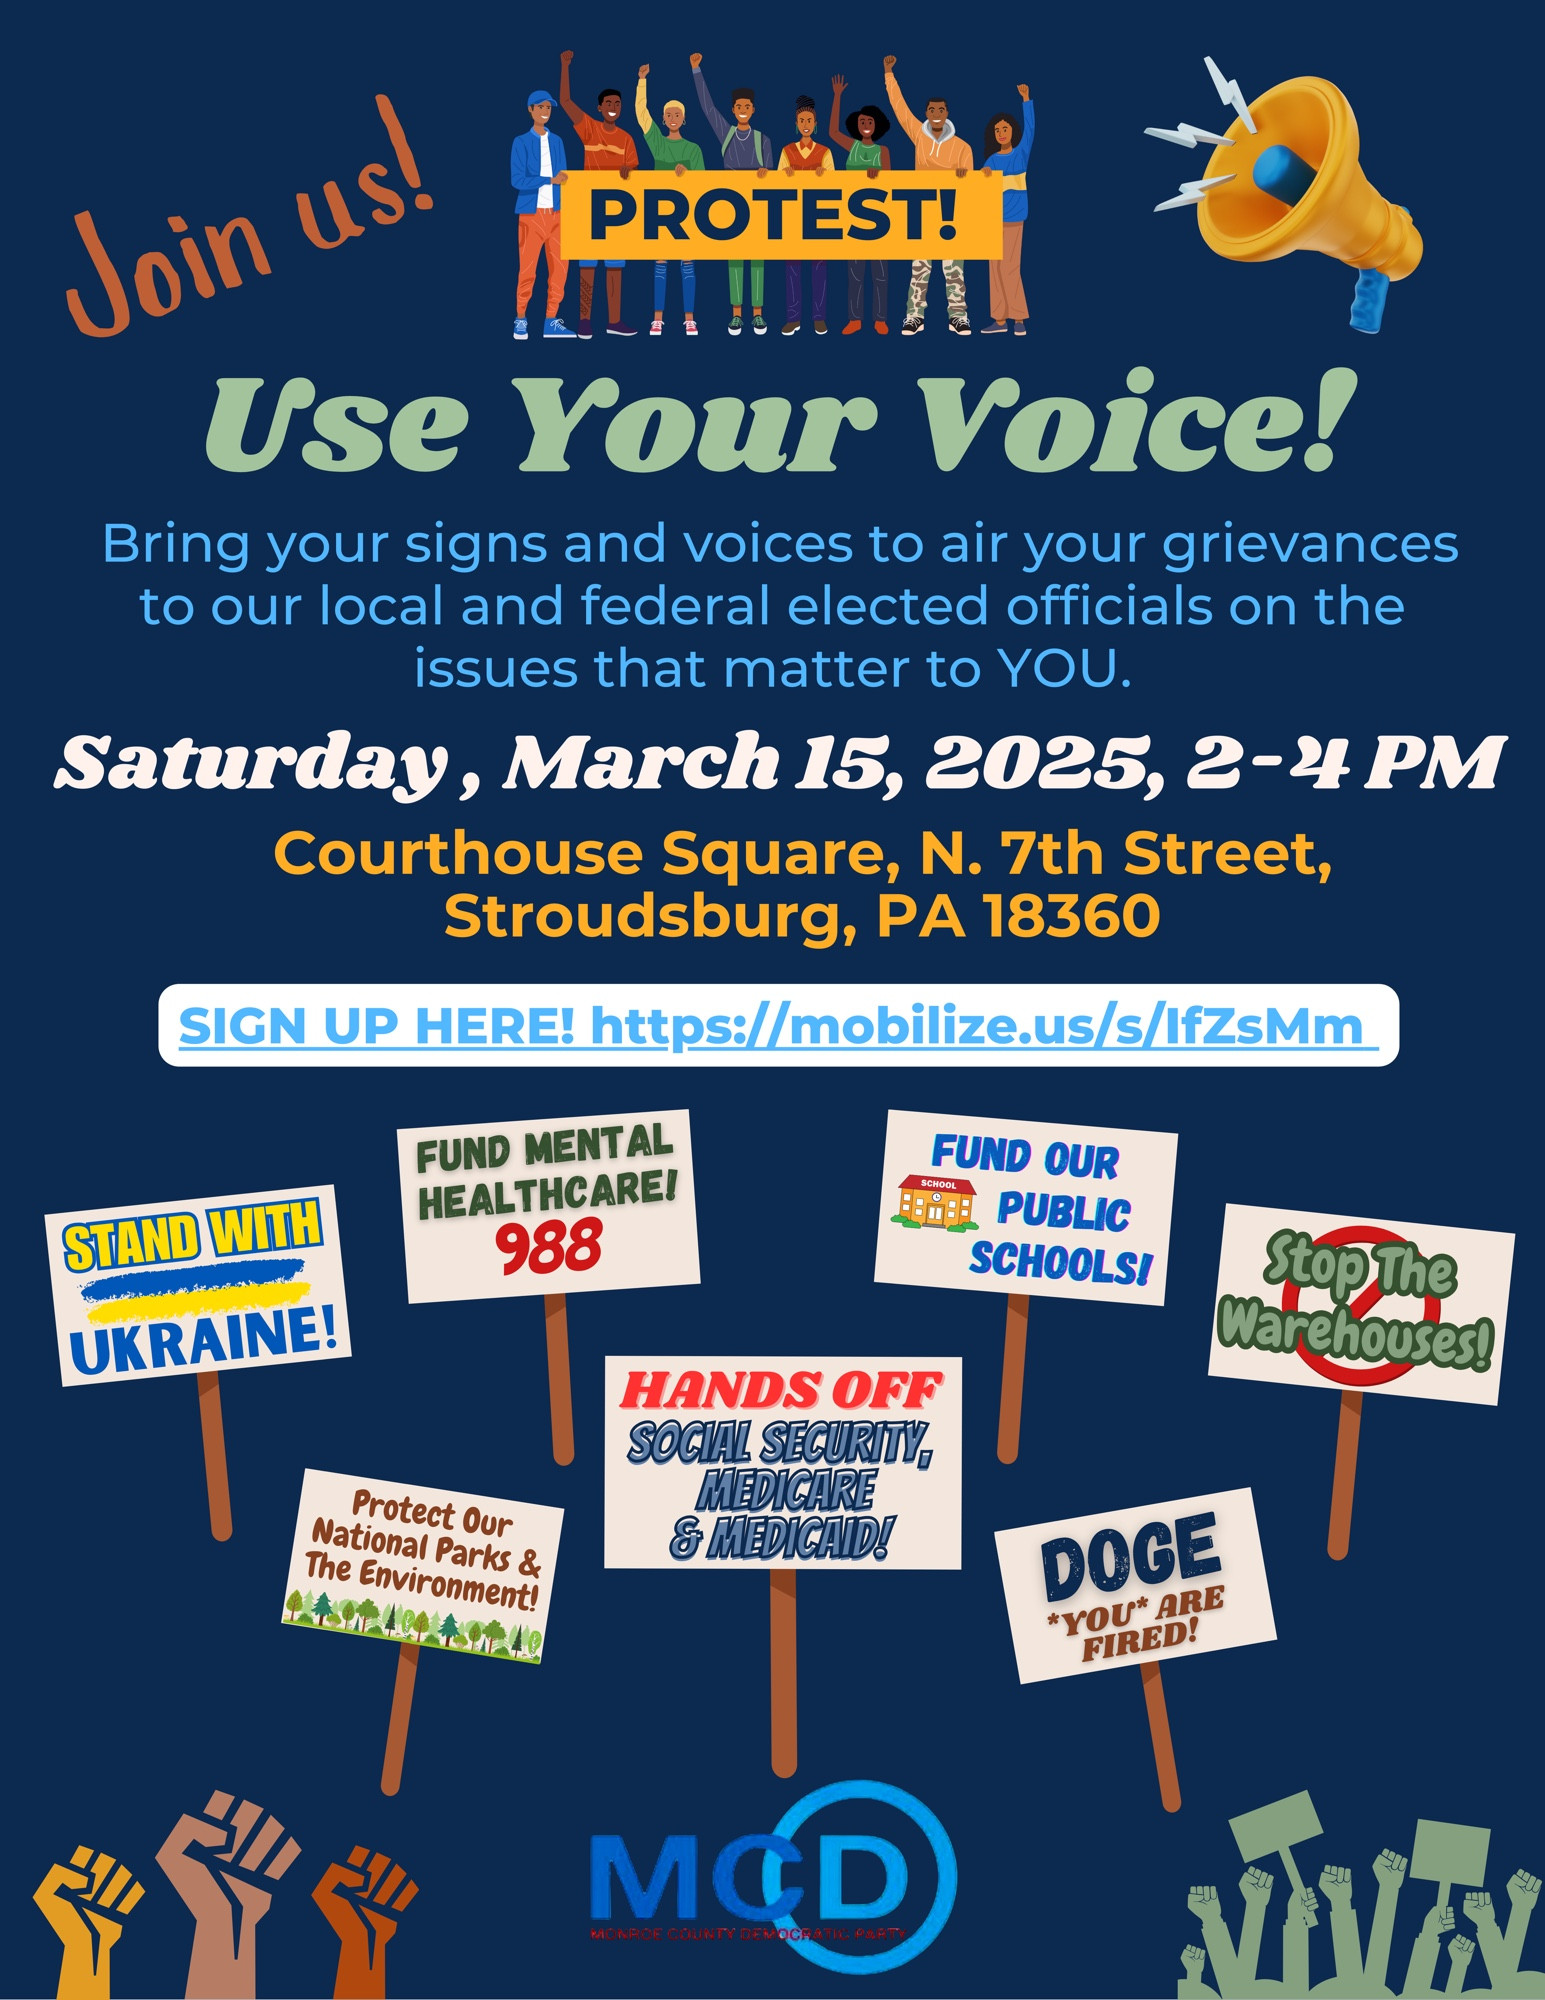 Join us!
PROTEST!
Use Your Voice!
Bring your signs and voices to air your grievances
to our local and federal elected officials on the
issues that matter to YOU.
Saturday, March 15, 2025, 2-4 PM
Courthouse Square, N. 7th Street,
Stroudsburg, PA 18360
SIGN UP HERE! https://mobilize.us/s/IfZsMm
FUND MENTAL
HEALTHCARE!
988
FUND OUR
SCHOOL
PUBLIC
SCHOOLS!
STAND WITH
UKRAINE!
Stop The
Warehouses!
HANDS OFF
SOCIAL SECURITY,
MEDICARE
& MEDICAID!
Protect Our
National Parks &
The Environment!
DOGE
*YOU* ARE
FIRED!
MCD
MONROE COUNTY DEMOCRATIC PARTY